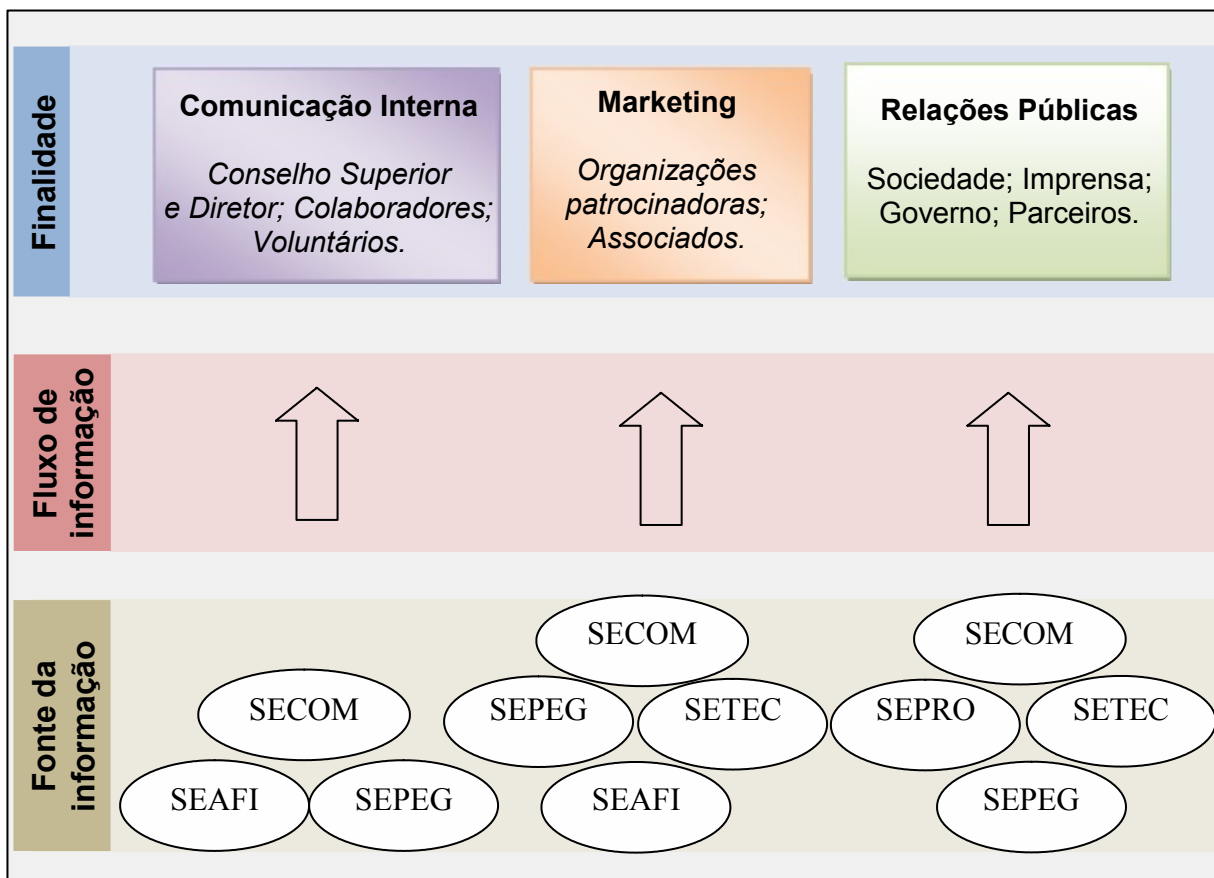 Finalidade
Comunicação Interna
Conselho Superior
e Diretor; Colaboradores;
Voluntários.
Marketing
Organizações
patrocinadoras;
Associados.
Relações Públicas
Sociedade; Imprensa;
Governo; Parceiros.
Fluxo de
informação
Fonte da
informação
SECOM
SEAFI
SEPEG
SECOM
SEPEG
SETEC
SEAFI
SECOM
SEPRO
SETEC
SEPEG